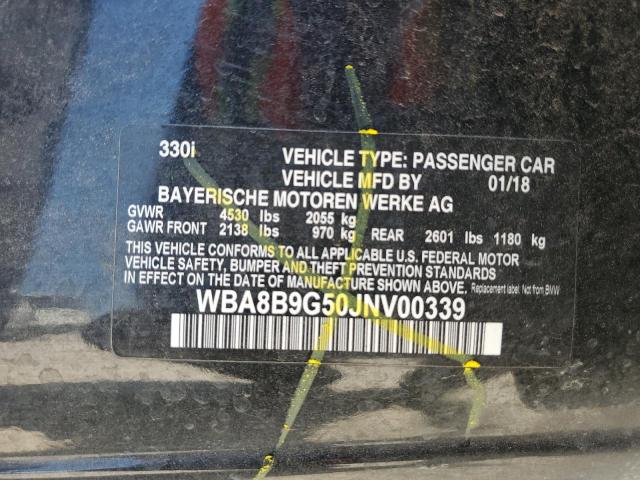 330i
VEHICLE TYPE: PASSENGER CAR
VEHICLE MFD BY 01/18
BAYERISCHE MOTOREN WERKE AG
GVWR 4530 lbs 2055 kg
GAWR FRONT 2138 lbs 970 kg REAR 2601 lbs 1180 kg
THIS VEHICLE CONFORMS TO ALL APPLICABLE U.S. FEDERAL MOTOR
VEHICLE SAFETY, BUMPER AND THEFT PREVENTION STANDARDS
IN EFFECT ON THE DATE OF MANUFACTURE SHOWN ABOVE. Replacement label: Not from BMW
WBA8B9G50JNV00339